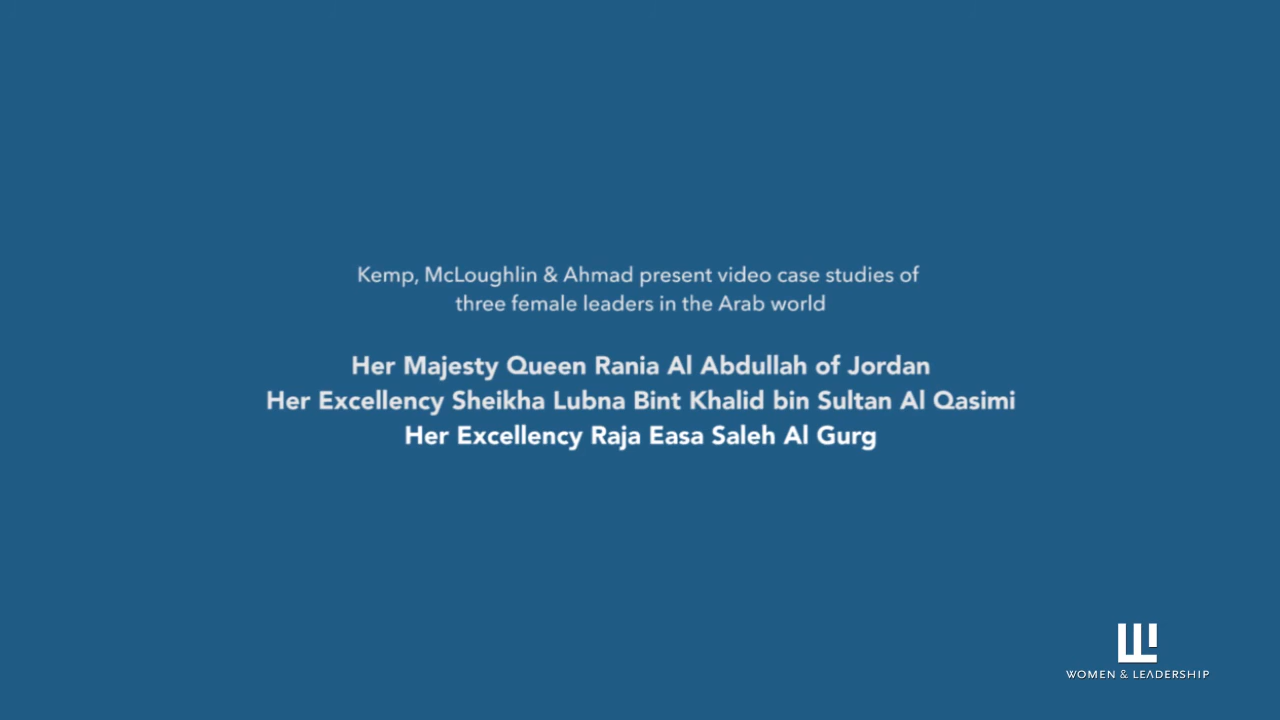 Kemp, McLoughlin & Ahmad present video case studies of
three female leaders in the Arab world
Her Majesty Queen Rania Al Abdullah of Jordan
Her Excellency Sheikha Lubna Bint Khalid bin Sultan Al Qasimi
Her Excellency Raja Easa Saleh Al Gurg
WOMEN & LEADERSHIP